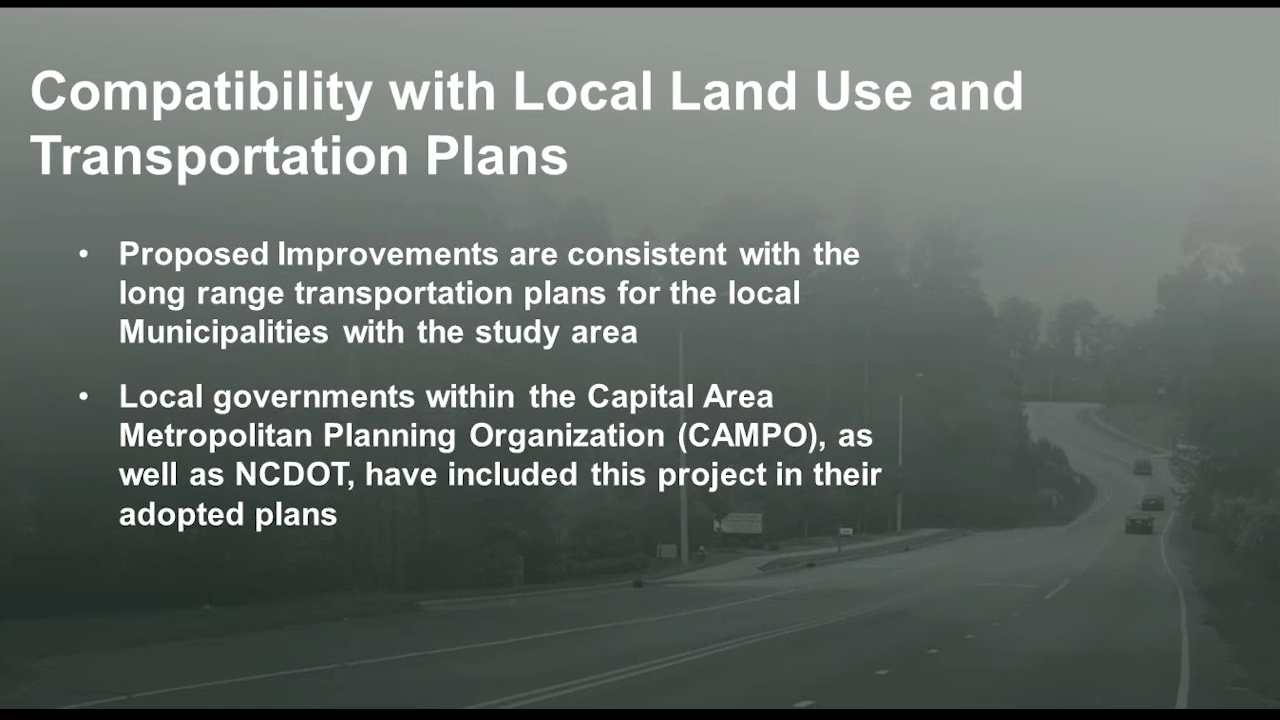 Compatibility with Local Land Use and
Transportation Plans
• Proposed Improvements are consistent with the
long range transportation plans for the local
Municipalities with the study area
• Local governments within the Capital Area
Metropolitan Planning Organization (CAMPO), as
well as NCDOT, have included this project in their
adopted plans